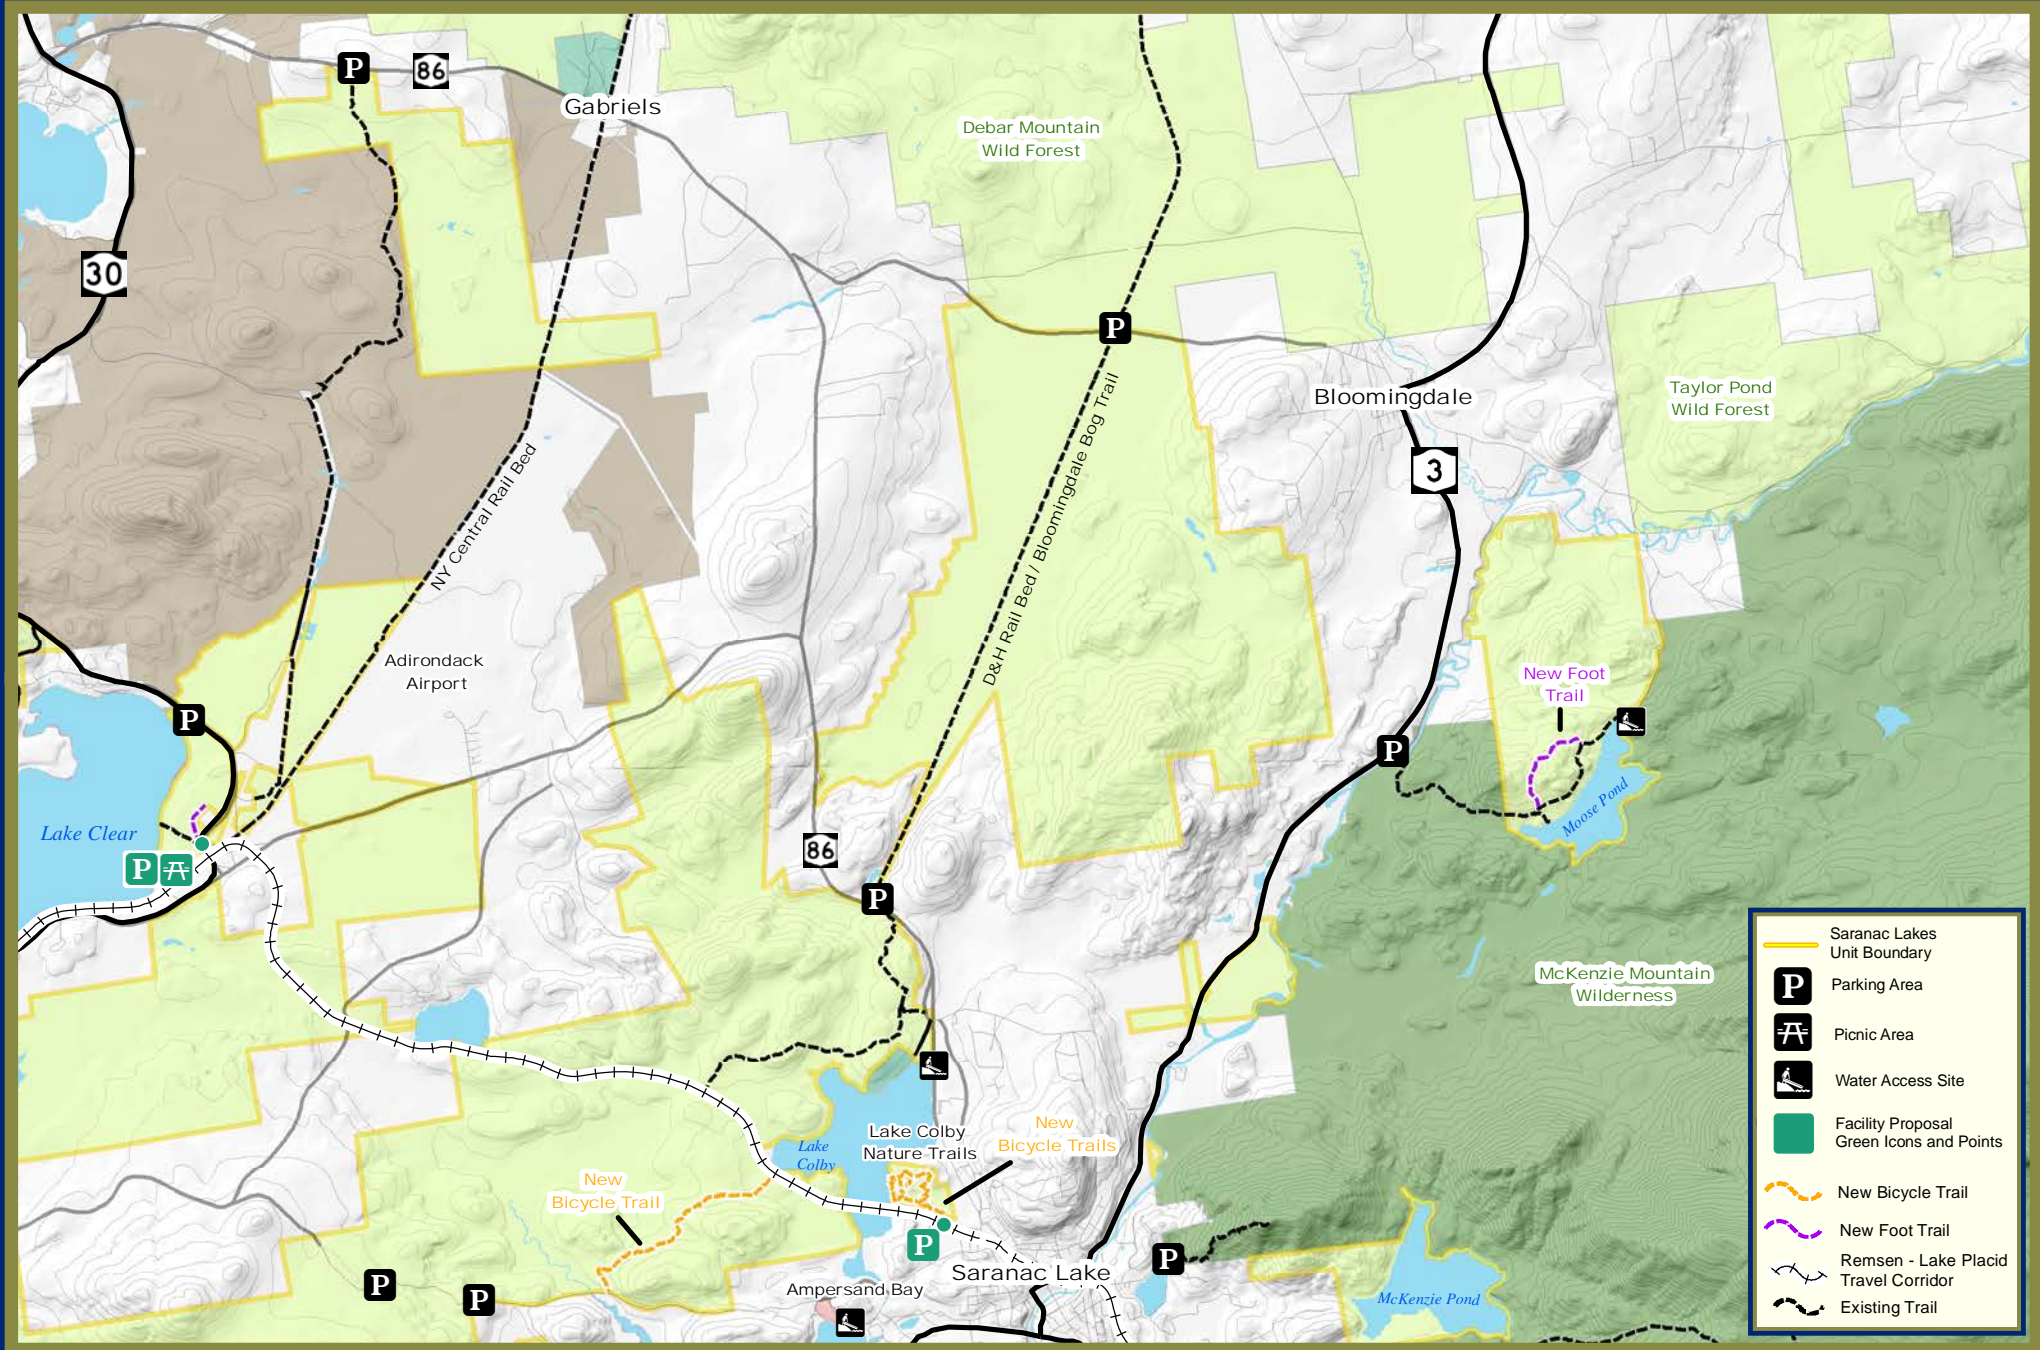 P
86
Gabriels
Debar Mountain
Wild Forest
30
P
Bloomingdale
Taylor Pond
Wild Forest
3
NY Central Rail Bed
D&H Rail Bed / Bloomingdale Bog Trail
Adirondack
Airport
New Foot
Trail
P
P
Moose Pond
Lake Clear
P
86
P
McKenzie Mountain
Wilderness
Lake Colby
Nature Trails
New
Bicycle Trails
Lake
Colby
New
Bicycle Trail
P
P
P
P
Saranac Lake
Ampersand Bay
McKenzie Pond
Saranac Lakes
Unit Boundary
P
Parking Area
Picnic Area
Water Access Site
Facility Proposal
Green Icons and Points
New Bicycle Trail
New Foot Trail
Remsen - Lake Placid
Travel Corridor
Existing Trail